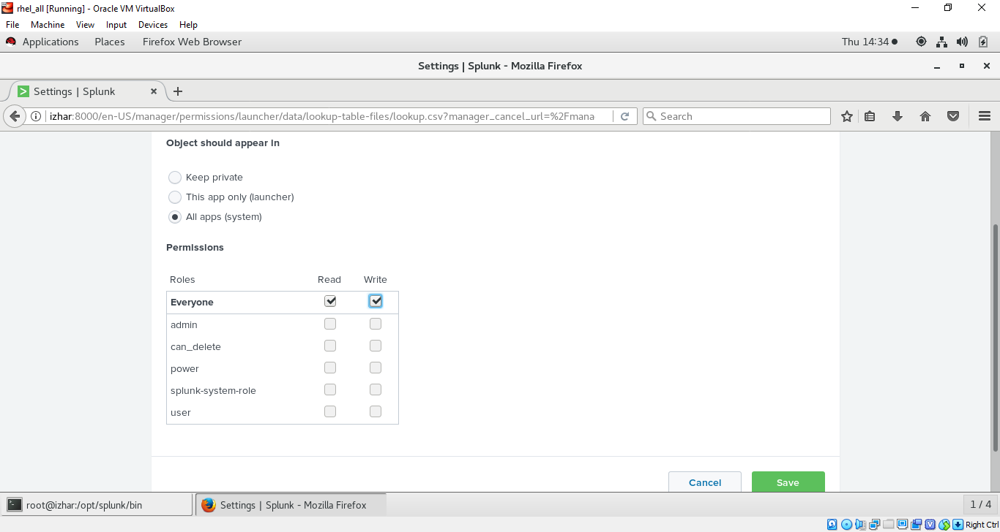 rhel_all [Running] - Oracle VM VirtualBox
File Machine View Input Devices Help
Applications Places Firefox Web Browser Thu 14:34
Settings | Splunk - Mozilla Firefox
Settings | Splunk
izhar:8000/en-US/manager/permissions/launcher/data/lookup-table-files/lookup.csv?manager_cancel_url=%2Fmana Search
Object should appear in
Keep private
This app only (launcher)
All apps (system)
Permissions
Roles Read Write
Everyone
admin
can_delete
power
splunk-system-role
user
Cancel Save
root@izhar:/opt/splunk/bin Settings | Splunk - Mozilla Firefox 1 / 4
Right Ctrl